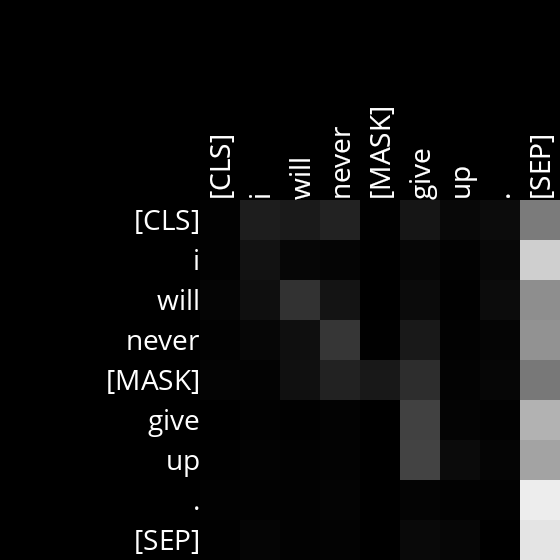 [CLS] i will never [MASK] give up . [SEP]
[CLS]
i
will
never
[MASK]
give
up
.
[SEP]